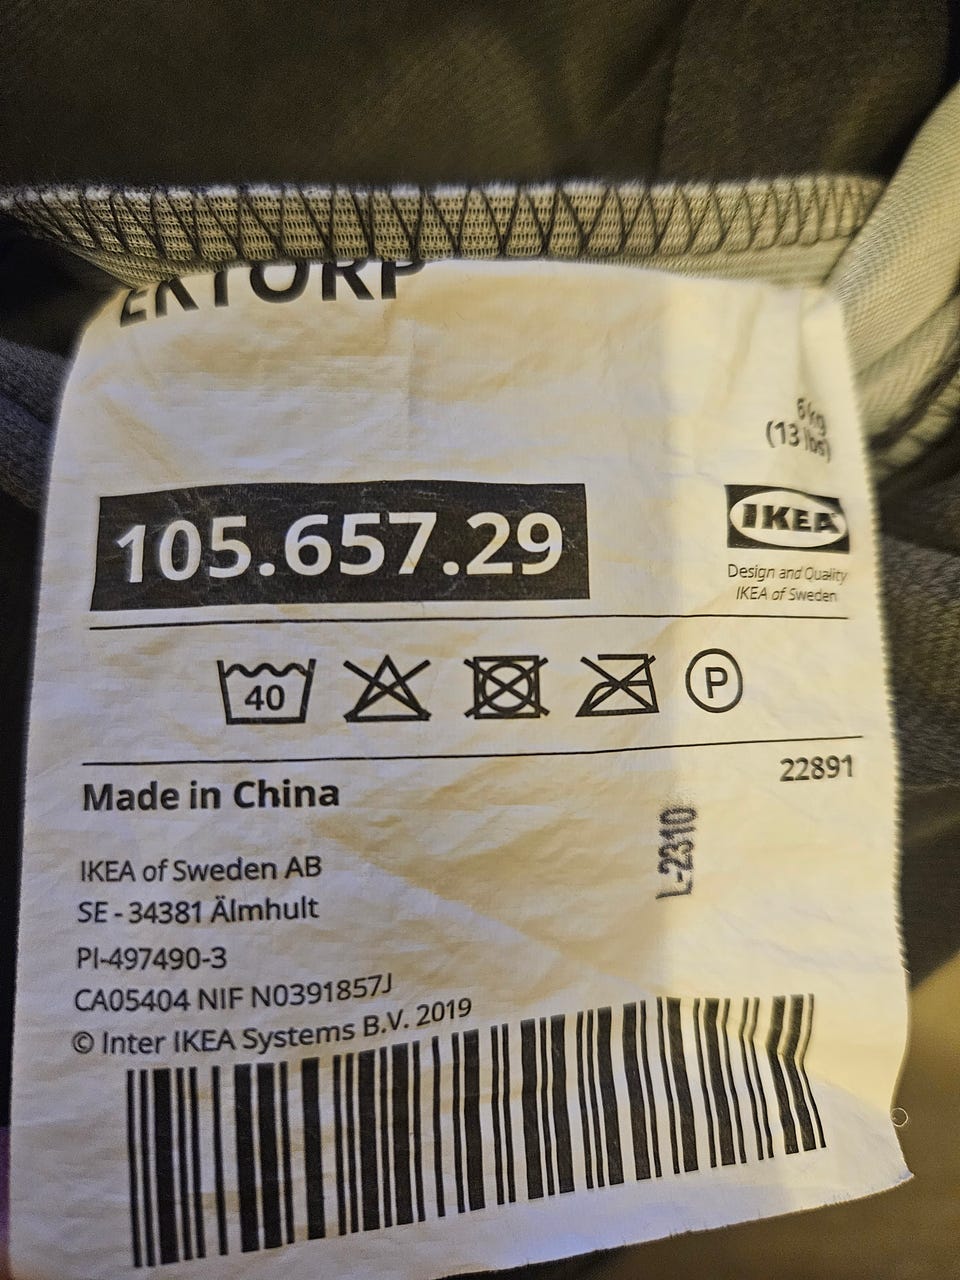 EKTORP
6 kg
(13 lbs)
105.657.29
IKEA
Design and Quality
IKEA of Sweden
40
P
22891
Made in China
L-2310
IKEA of Sweden AB
SE - 34381 Älmhult
PI-497490-3
CA05404 NIF N0391857J
© Inter IKEA Systems B.V. 2019